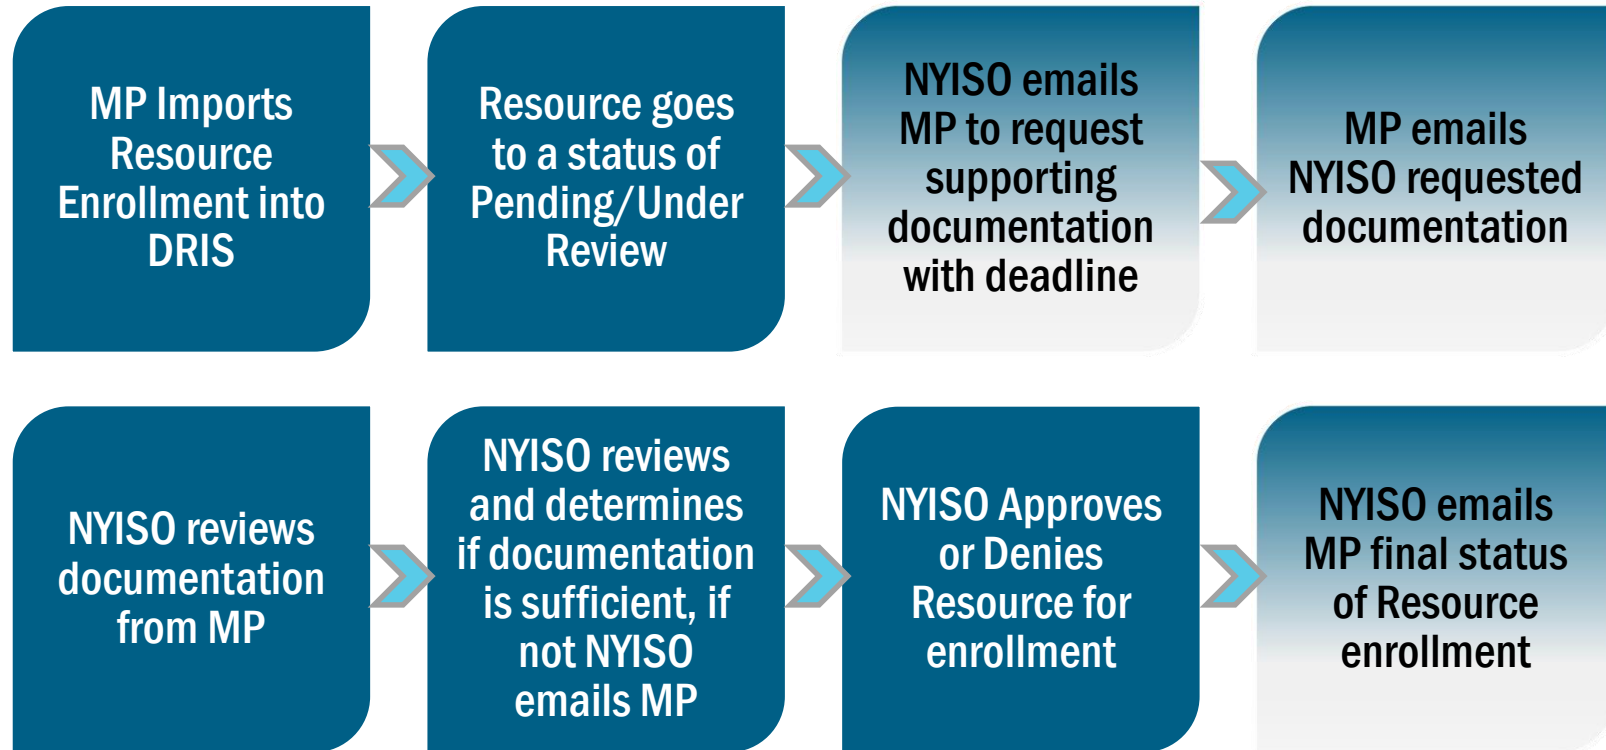 MP Imports
Resource
Enrollment into
DRIS
Resource goes
to a status of
Pending/Under
Review
NYISO emails
MP to request
supporting
documentation
with deadline
MP emails
NYISO requested
documentation
NYISO reviews
documentation
from MP
NYISO reviews
and determines
if documentation
is sufficient, if
not NYISO
emails MP
NYISO Approves
or Denies
Resource for
enrollment
NYISO emails
MP final status
of Resource
enrollment